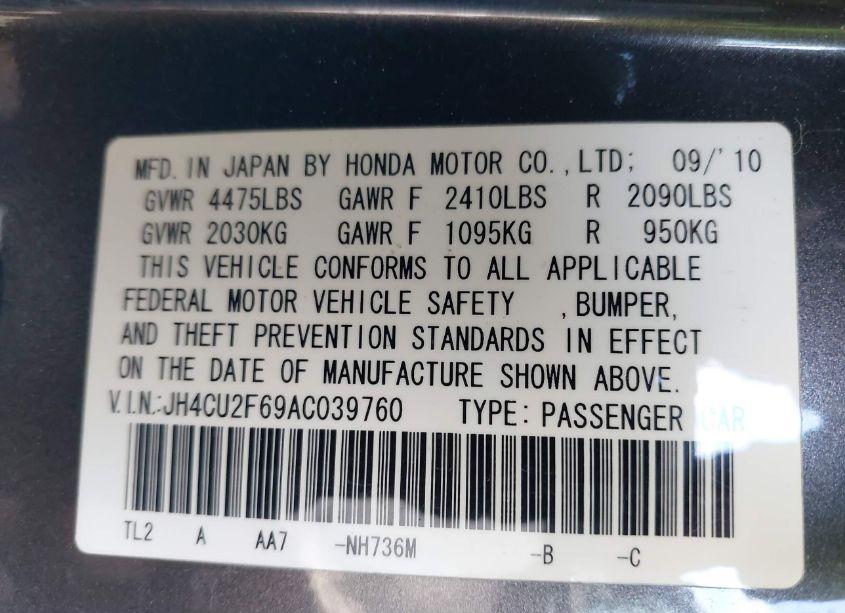 MFD. IN JAPAN BY HONDA MOTOR CO.,LTD; 09/'10
GVWR 4475LBS GAWR F 2410LBS R 2090LBS
GVWR 2030KG GAWR F 1095KG R 950KG
THIS VEHICLE CONFORMS TO ALL APPLICABLE
FEDERAL MOTOR VEHICLE SAFETY , BUMPER,
AND THEFT PREVENTION STANDARDS IN EFFECT
ON THE DATE OF MANUFACTURE SHOWN ABOVE.
V.I.N.:JH4CU2F69AC039760 TYPE: PASSENGER CAR
TL2 A AA7 -NH736M -B -C